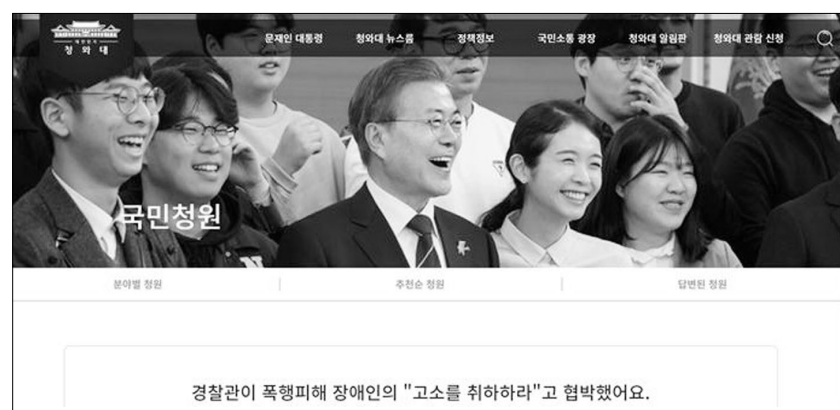 대한민국
청와대
문재인 대통령 청와대 뉴스룸 정책정보 국민소통 광장 청와대 알림판 청와대 관람 신청
국민청원
분야별 청원 추천순 청원 답변된 청원
경찰관이 폭행피해 장애인의 "고소를 취하하라"고 협박했어요.